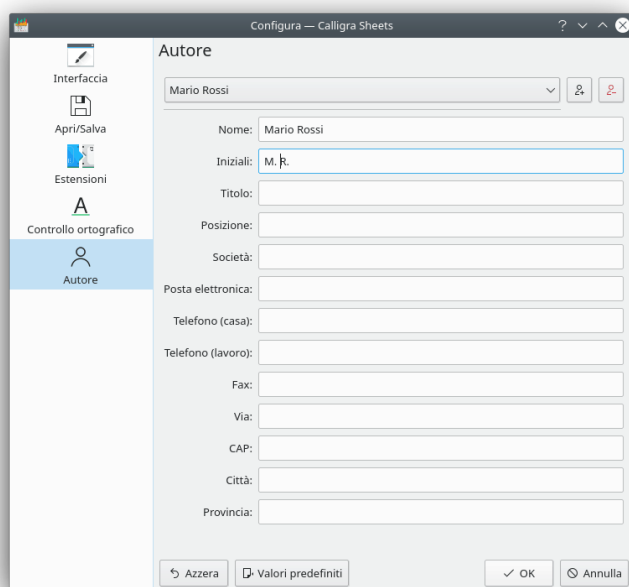 Configura — Calligra Sheets
Interfaccia
Apri/Salva
Estensioni
A
Controllo ortografico
Autore
Autore
Mario Rossi
Nome: Mario Rossi
Iniziali: M. R.
Titolo:
Posizione:
Società:
Posta elettronica:
Telefono (casa):
Telefono (lavoro):
Fax:
Via:
CAP:
Città:
Provincia:
Azzera Valori predefiniti OK Annulla